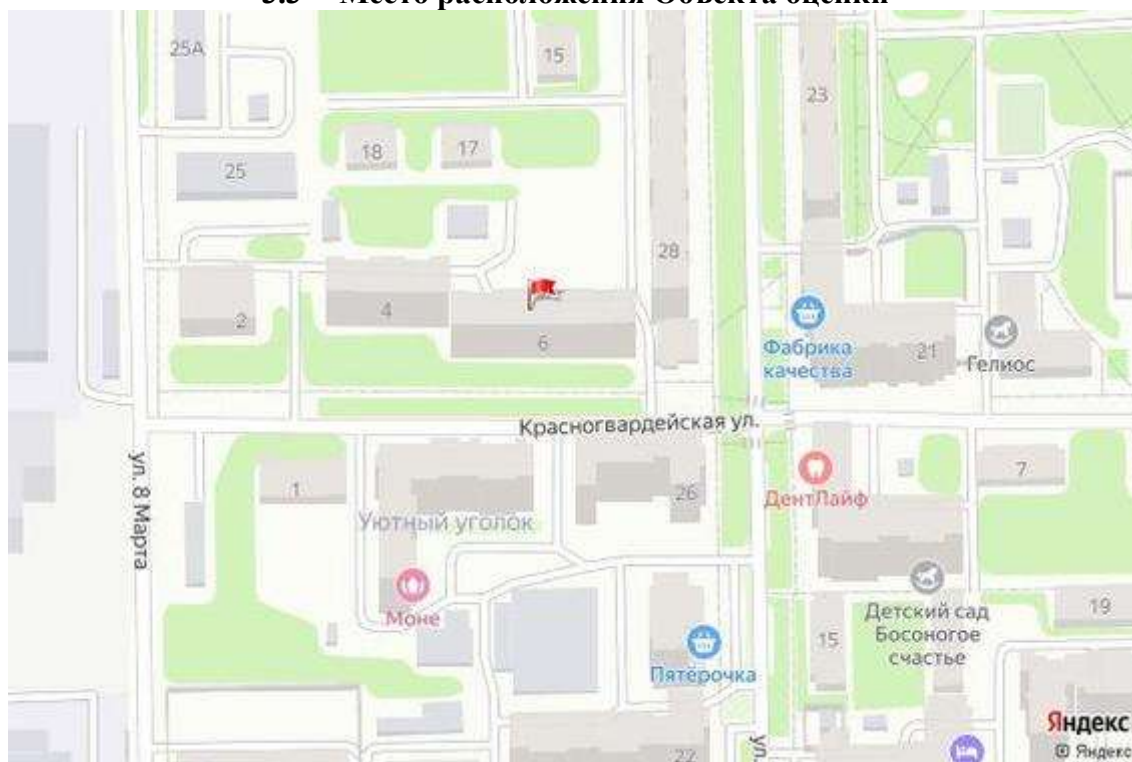 3.3 Место расположения Объекта оценки
25А
15
23
18
17
25
28
4
2
6
Фабрика
качества
21
Гелиос
Красногвардейская ул.
ул. 8 Марта
1
26
ДентЛайф
7
Уютный уголок
Моне
Детский сад
Босоногое
счастье
15
19
Пятёрочка
22
ул.
Яндекс
© Яндекс